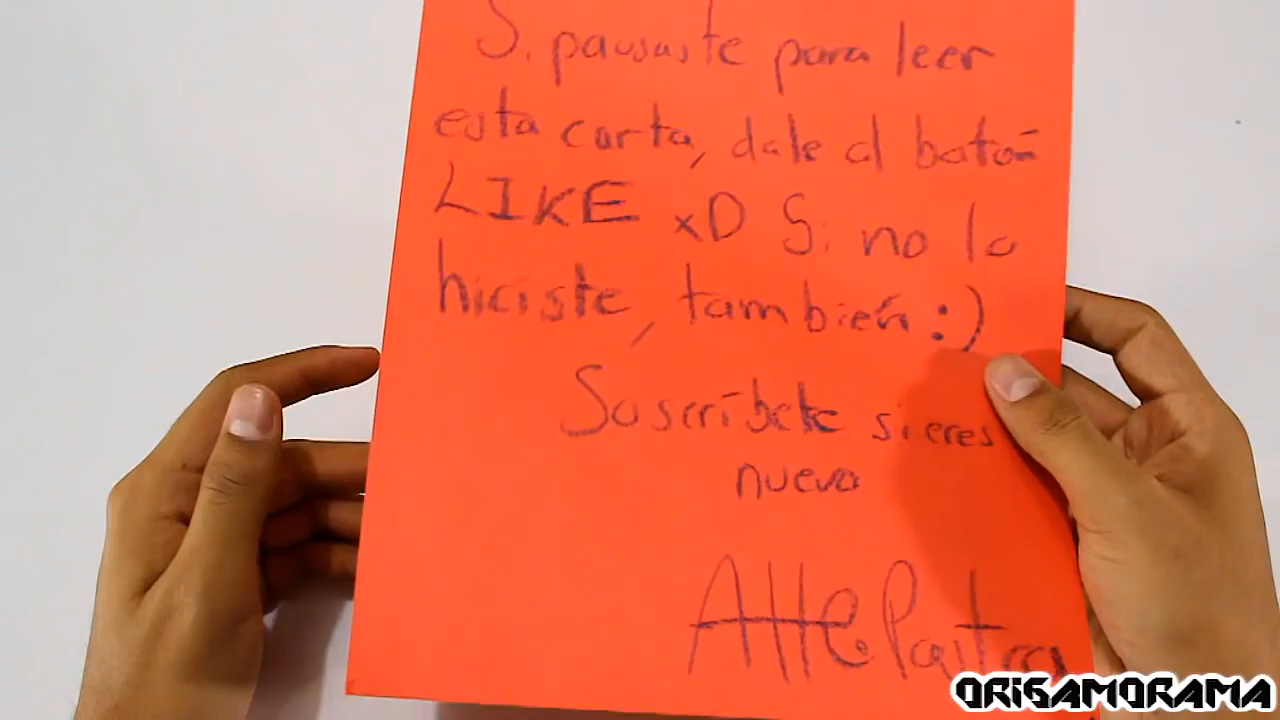 Si pausaste para leer
esta carta, dale al botón
LIKE xD Si no lo
hiciste, también :)
Suscríbete si eres
nuevo
Atte Pastran
ORIGAMORAMA